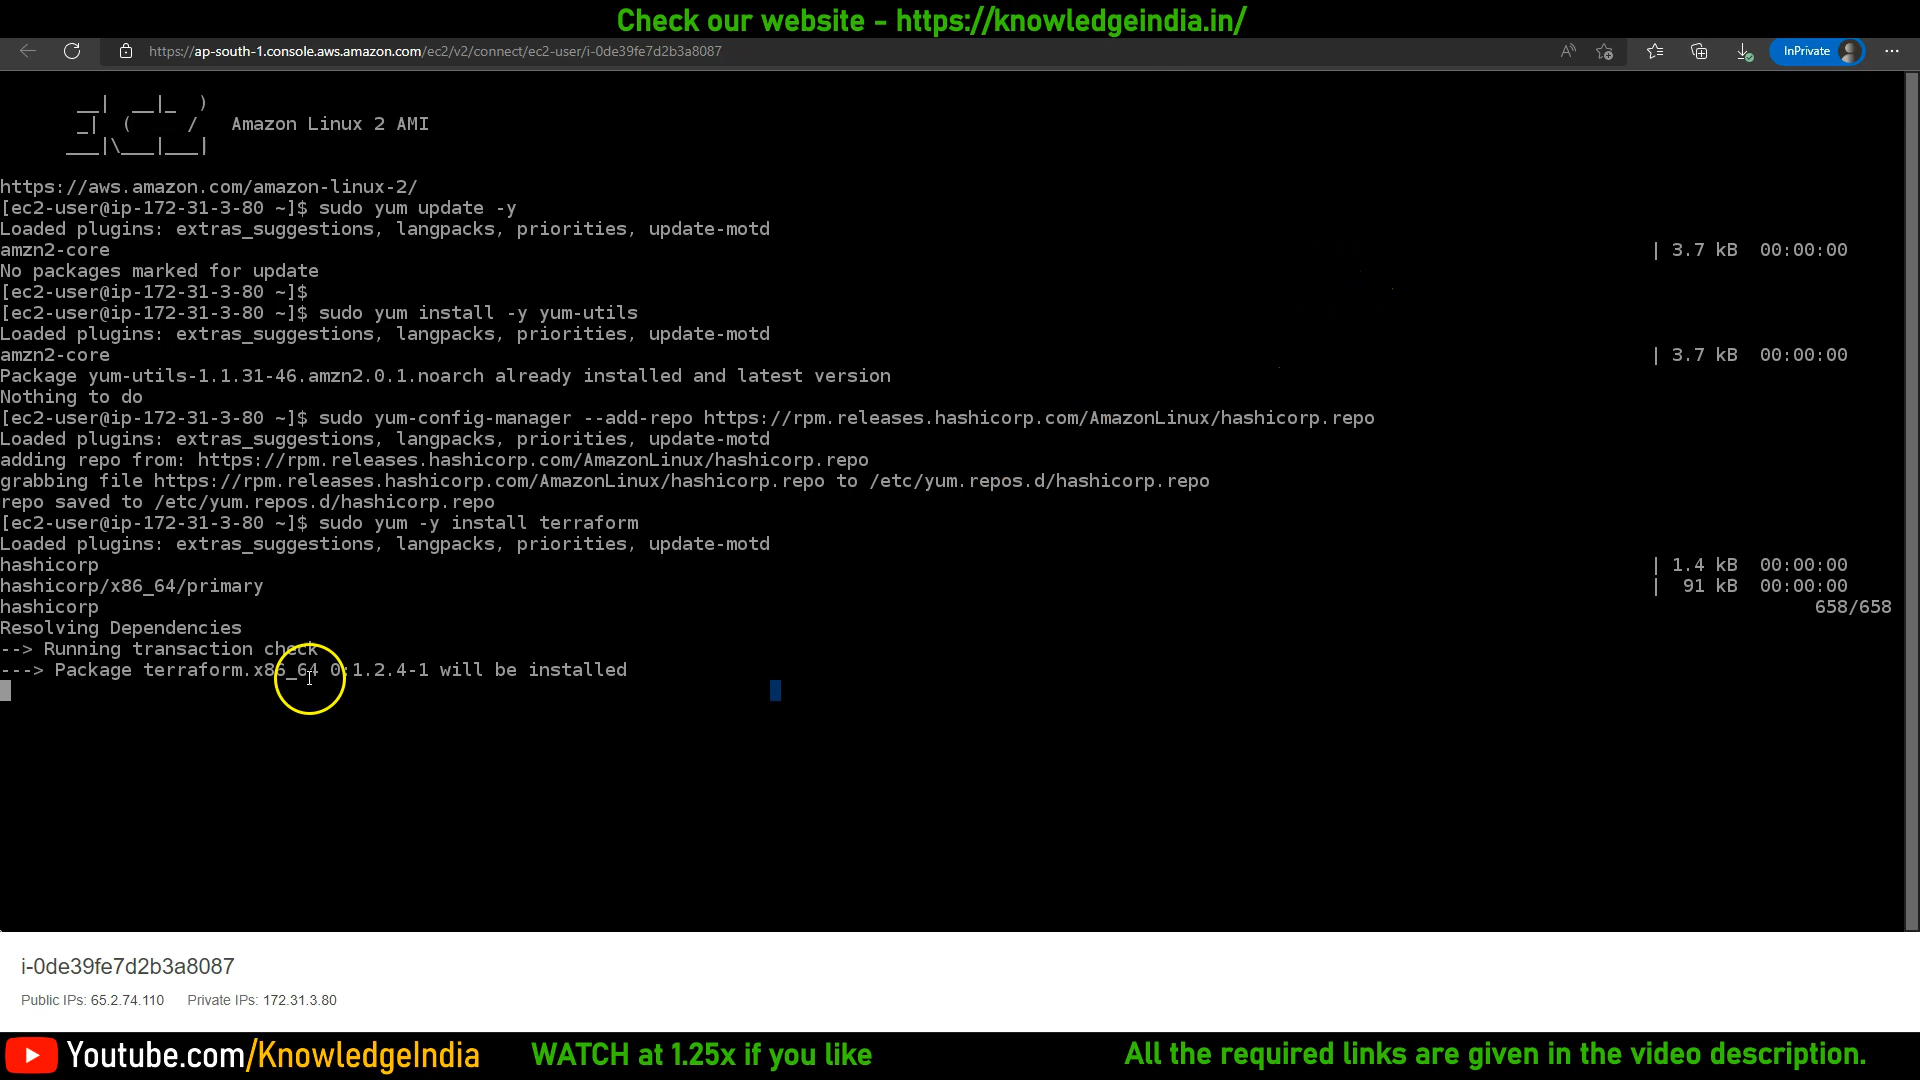 Check our website - https://knowledgeindia.in/
https://ap-south-1.console.aws.amazon.com/ec2/v2/connect/ec2-user/i-0de39fe7d2b3a8087
InPrivate
       __|  __|_  )
       _|  (     /   Amazon Linux 2 AMI
      ___|\___|___|
https://aws.amazon.com/amazon-linux-2/
[ec2-user@ip-172-31-3-80 ~]$ sudo yum update -y
Loaded plugins: extras_suggestions, langpacks, priorities, update-motd
amzn2-core | 3.7 kB 00:00:00
No packages marked for update
[ec2-user@ip-172-31-3-80 ~]$
[ec2-user@ip-172-31-3-80 ~]$ sudo yum install -y yum-utils
Loaded plugins: extras_suggestions, langpacks, priorities, update-motd
amzn2-core | 3.7 kB 00:00:00
Package yum-utils-1.1.31-46.amzn2.0.1.noarch already installed and latest version
Nothing to do
[ec2-user@ip-172-31-3-80 ~]$ sudo yum-config-manager --add-repo https://rpm.releases.hashicorp.com/AmazonLinux/hashicorp.repo
Loaded plugins: extras_suggestions, langpacks, priorities, update-motd
adding repo from: https://rpm.releases.hashicorp.com/AmazonLinux/hashicorp.repo
grabbing file https://rpm.releases.hashicorp.com/AmazonLinux/hashicorp.repo to /etc/yum.repos.d/hashicorp.repo
repo saved to /etc/yum.repos.d/hashicorp.repo
[ec2-user@ip-172-31-3-80 ~]$ sudo yum -y install terraform
Loaded plugins: extras_suggestions, langpacks, priorities, update-motd
hashicorp | 1.4 kB 00:00:00
hashicorp/x86_64/primary | 91 kB 00:00:00
hashicorp 658/658
Resolving Dependencies
--> Running transaction check
---> Package terraform.x86_64 0:1.2.4-1 will be installed
i-0de39fe7d2b3a8087
Public IPs: 65.2.74.110 Private IPs: 172.31.3.80
Youtube.com/KnowledgeIndia WATCH at 1.25x if you like All the required links are given in the video description.